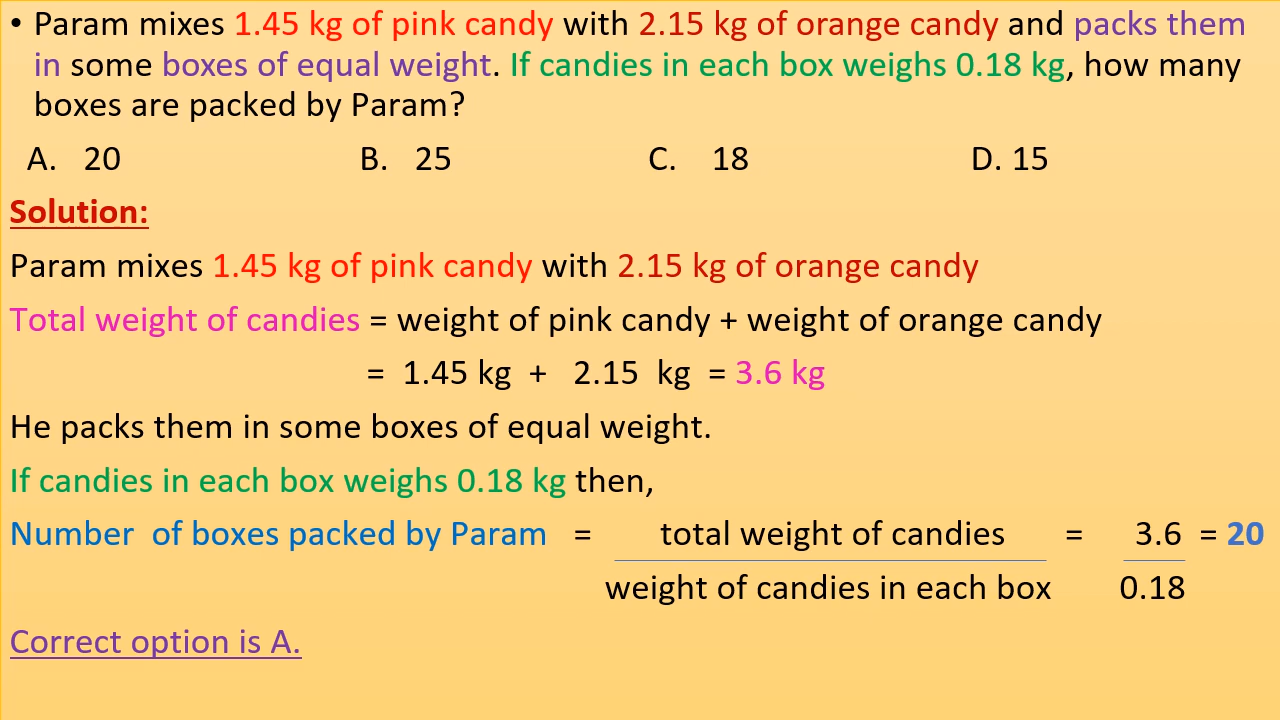 • Param mixes 1.45 kg of pink candy with 2.15 kg of orange candy and packs them
in some boxes of equal weight. If candies in each box weighs 0.18 kg, how many
boxes are packed by Param?
A. 20 B. 25 C. 18 D. 15
Solution:
Param mixes 1.45 kg of pink candy with 2.15 kg of orange candy
Total weight of candies = weight of pink candy + weight of orange candy
= 1.45 kg + 2.15 kg = 3.6 kg
He packs them in some boxes of equal weight.
If candies in each box weighs 0.18 kg then,
Number of boxes packed by Param = total weight of candies = 3.6 = 20
weight of candies in each box 0.18
Correct option is A.